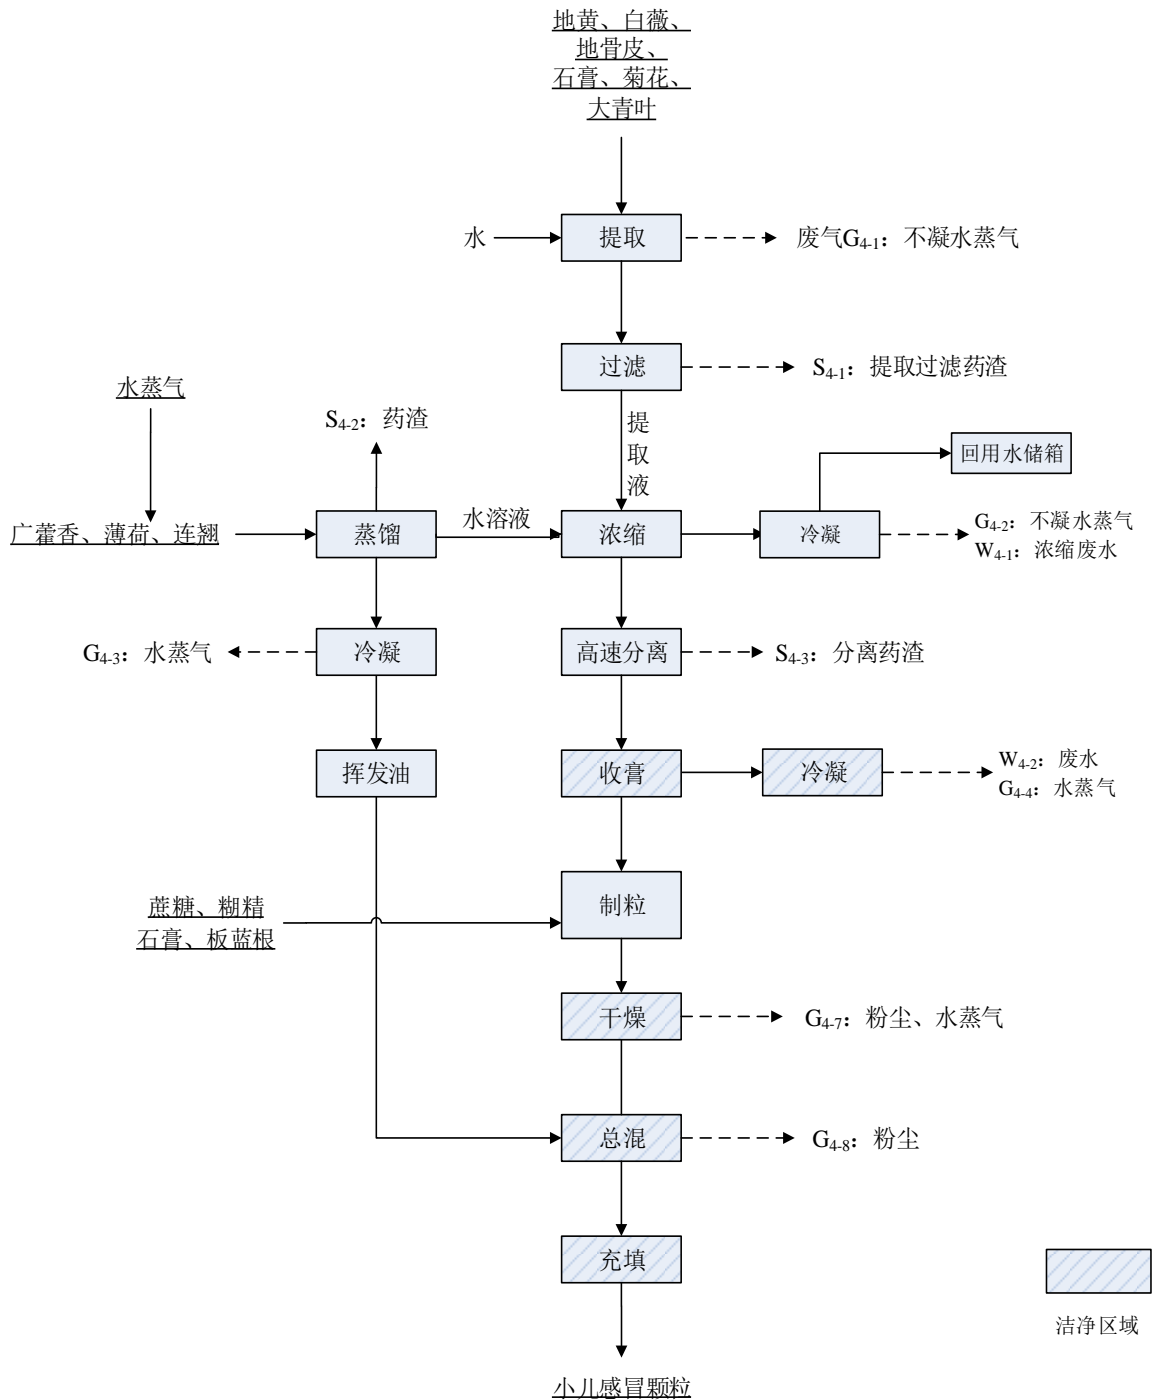 地黄、白薇、
地骨皮、
石膏、菊花、
大青叶
水
提取
废气G4-1：不凝水蒸气
过滤
S4-1：提取过滤药渣
水蒸气
S4-2：药渣
提取液
回用水储箱
广藿香、薄荷、连翘
蒸馏
水溶液
浓缩
冷凝
G4-2：不凝水蒸气
W4-1：浓缩废水
G4-3：水蒸气
冷凝
高速分离
S4-3：分离药渣
挥发油
收膏
冷凝
W4-2：废水
G4-4：水蒸气
蔗糖、糊精
石膏、板蓝根
制粒
干燥
G4-7：粉尘、水蒸气
总混
G4-8：粉尘
充填
洁净区域
小儿感冒颗粒